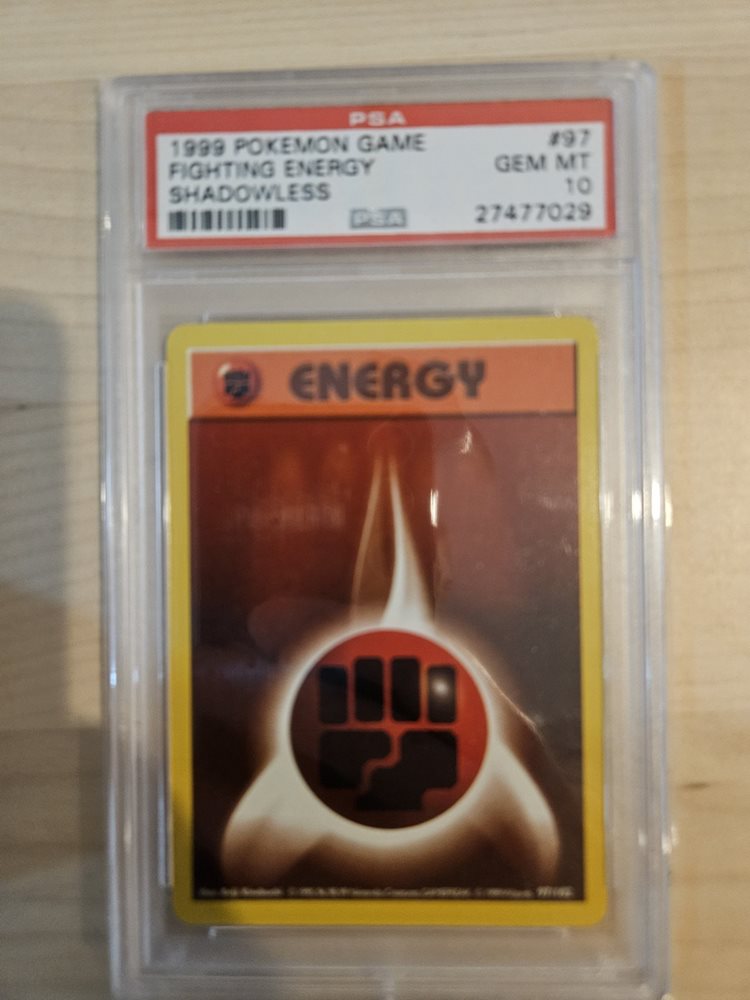 PSA
1999 POKEMON GAME #97
FIGHTING ENERGY GEM MT
SHADOWLESS 10
PSA 27477029
ENERGY